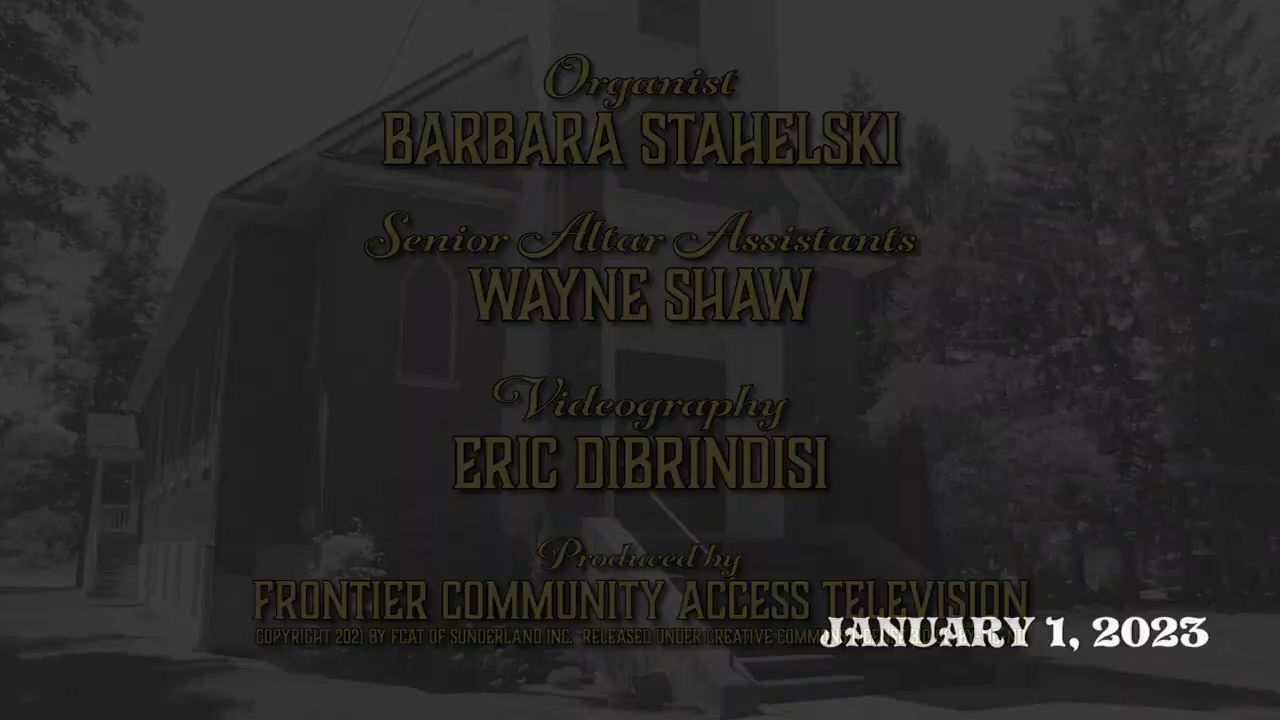 Organist
BARBARA STAHELSKI
Senior Altar Assistants
WAYNE SHAW
Videography
ERIC DIBRINDISI
Produced by
FRONTIER COMMUNITY ACCESS TELEVISION
COPYRIGHT 2021 BY FCAT OF SUNDERLAND INC. RELEASED UNDER CREATIVE
JANUARY 1, 2023